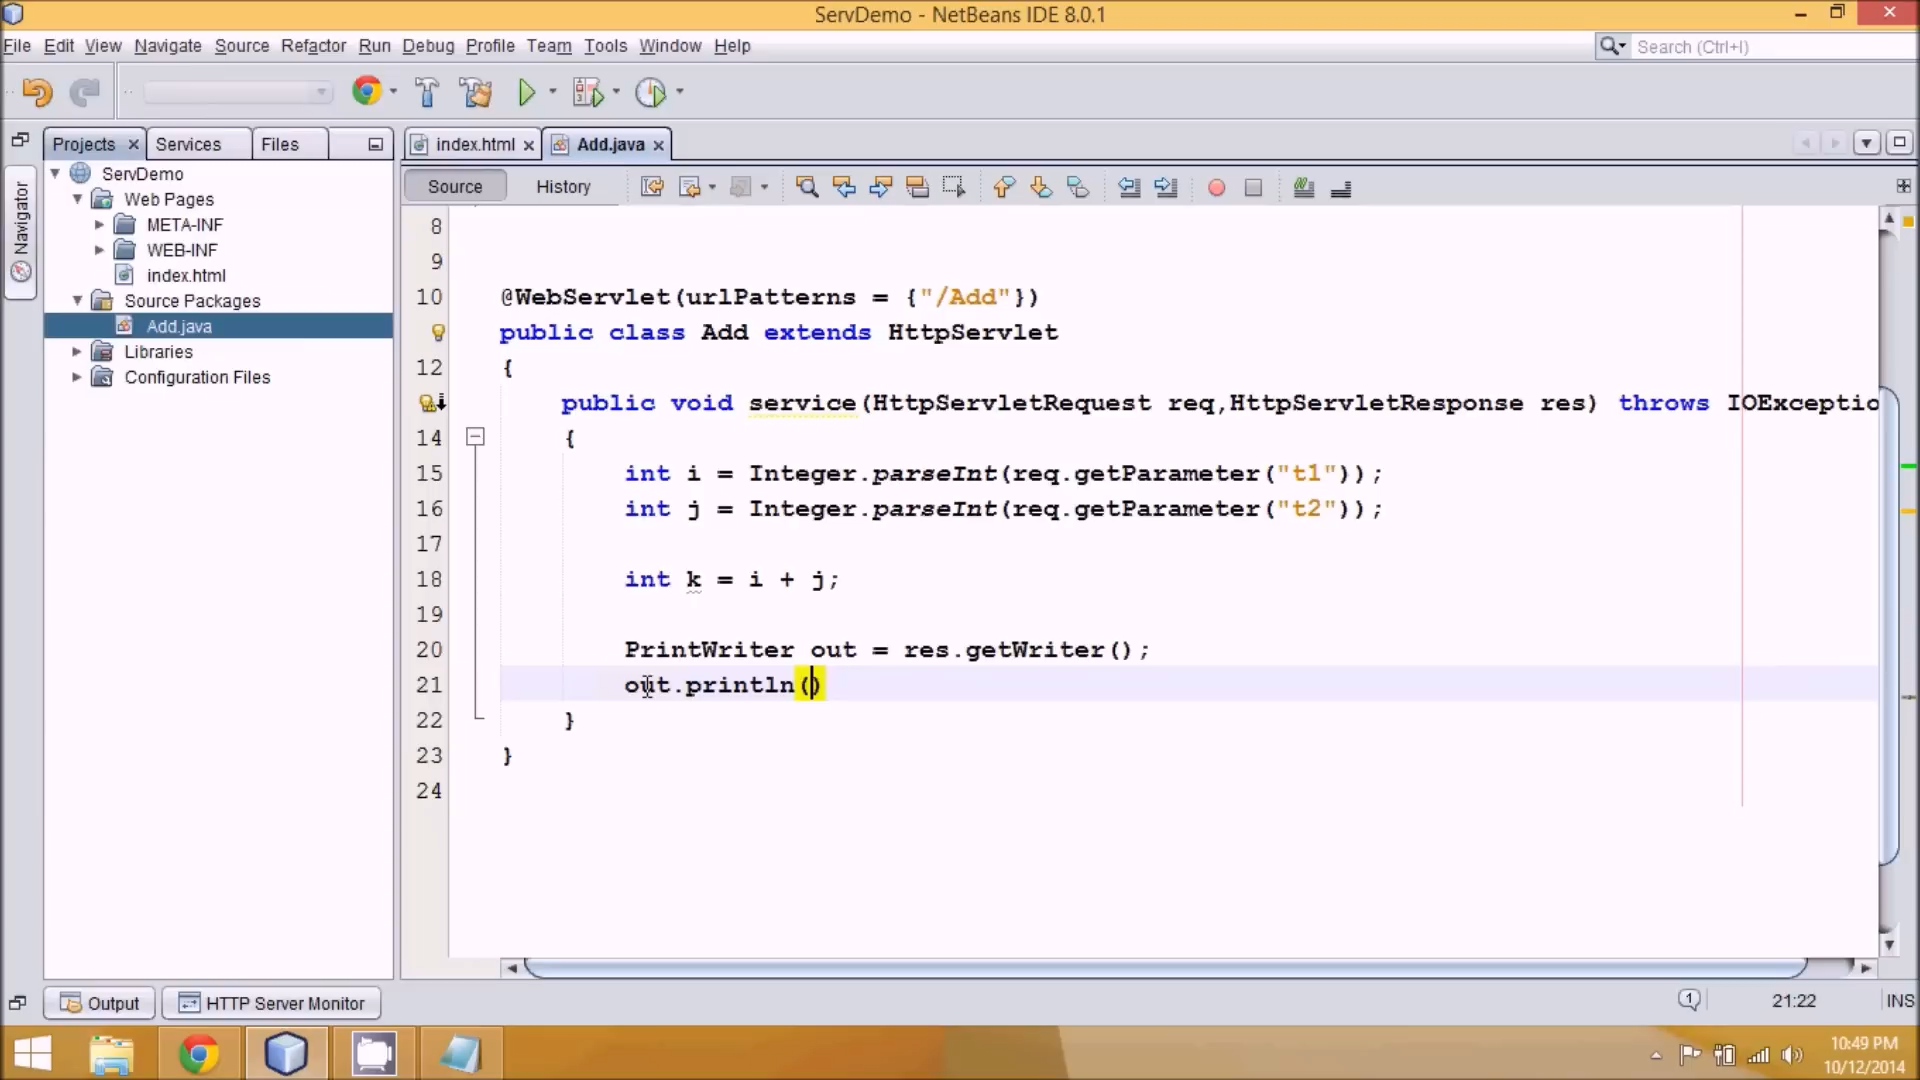 ServDemo - NetBeans IDE 8.0.1
File Edit View Navigate Source Refactor Run Debug Profile Team Tools Window Help
Search (Ctrl+I)
Projects Services Files
index.html Add.java
Navigator
ServDemo
Web Pages
META-INF
WEB-INF
index.html
Source Packages
Add.java
Libraries
Configuration Files
Source History
8
9
10 @WebServlet(urlPatterns = {"/Add"})
public class Add extends HttpServlet
12 {
public void service(HttpServletRequest req,HttpServletResponse res) throws IOExceptio
14 {
15 int i = Integer.parseInt(req.getParameter("t1"));
16 int j = Integer.parseInt(req.getParameter("t2"));
17
18 int k = i + j;
19
20 PrintWriter out = res.getWriter();
21 out.println()
22 }
23 }
24
Output HTTP Server Monitor
1 21:22 INS
10:49 PM
10/12/2014